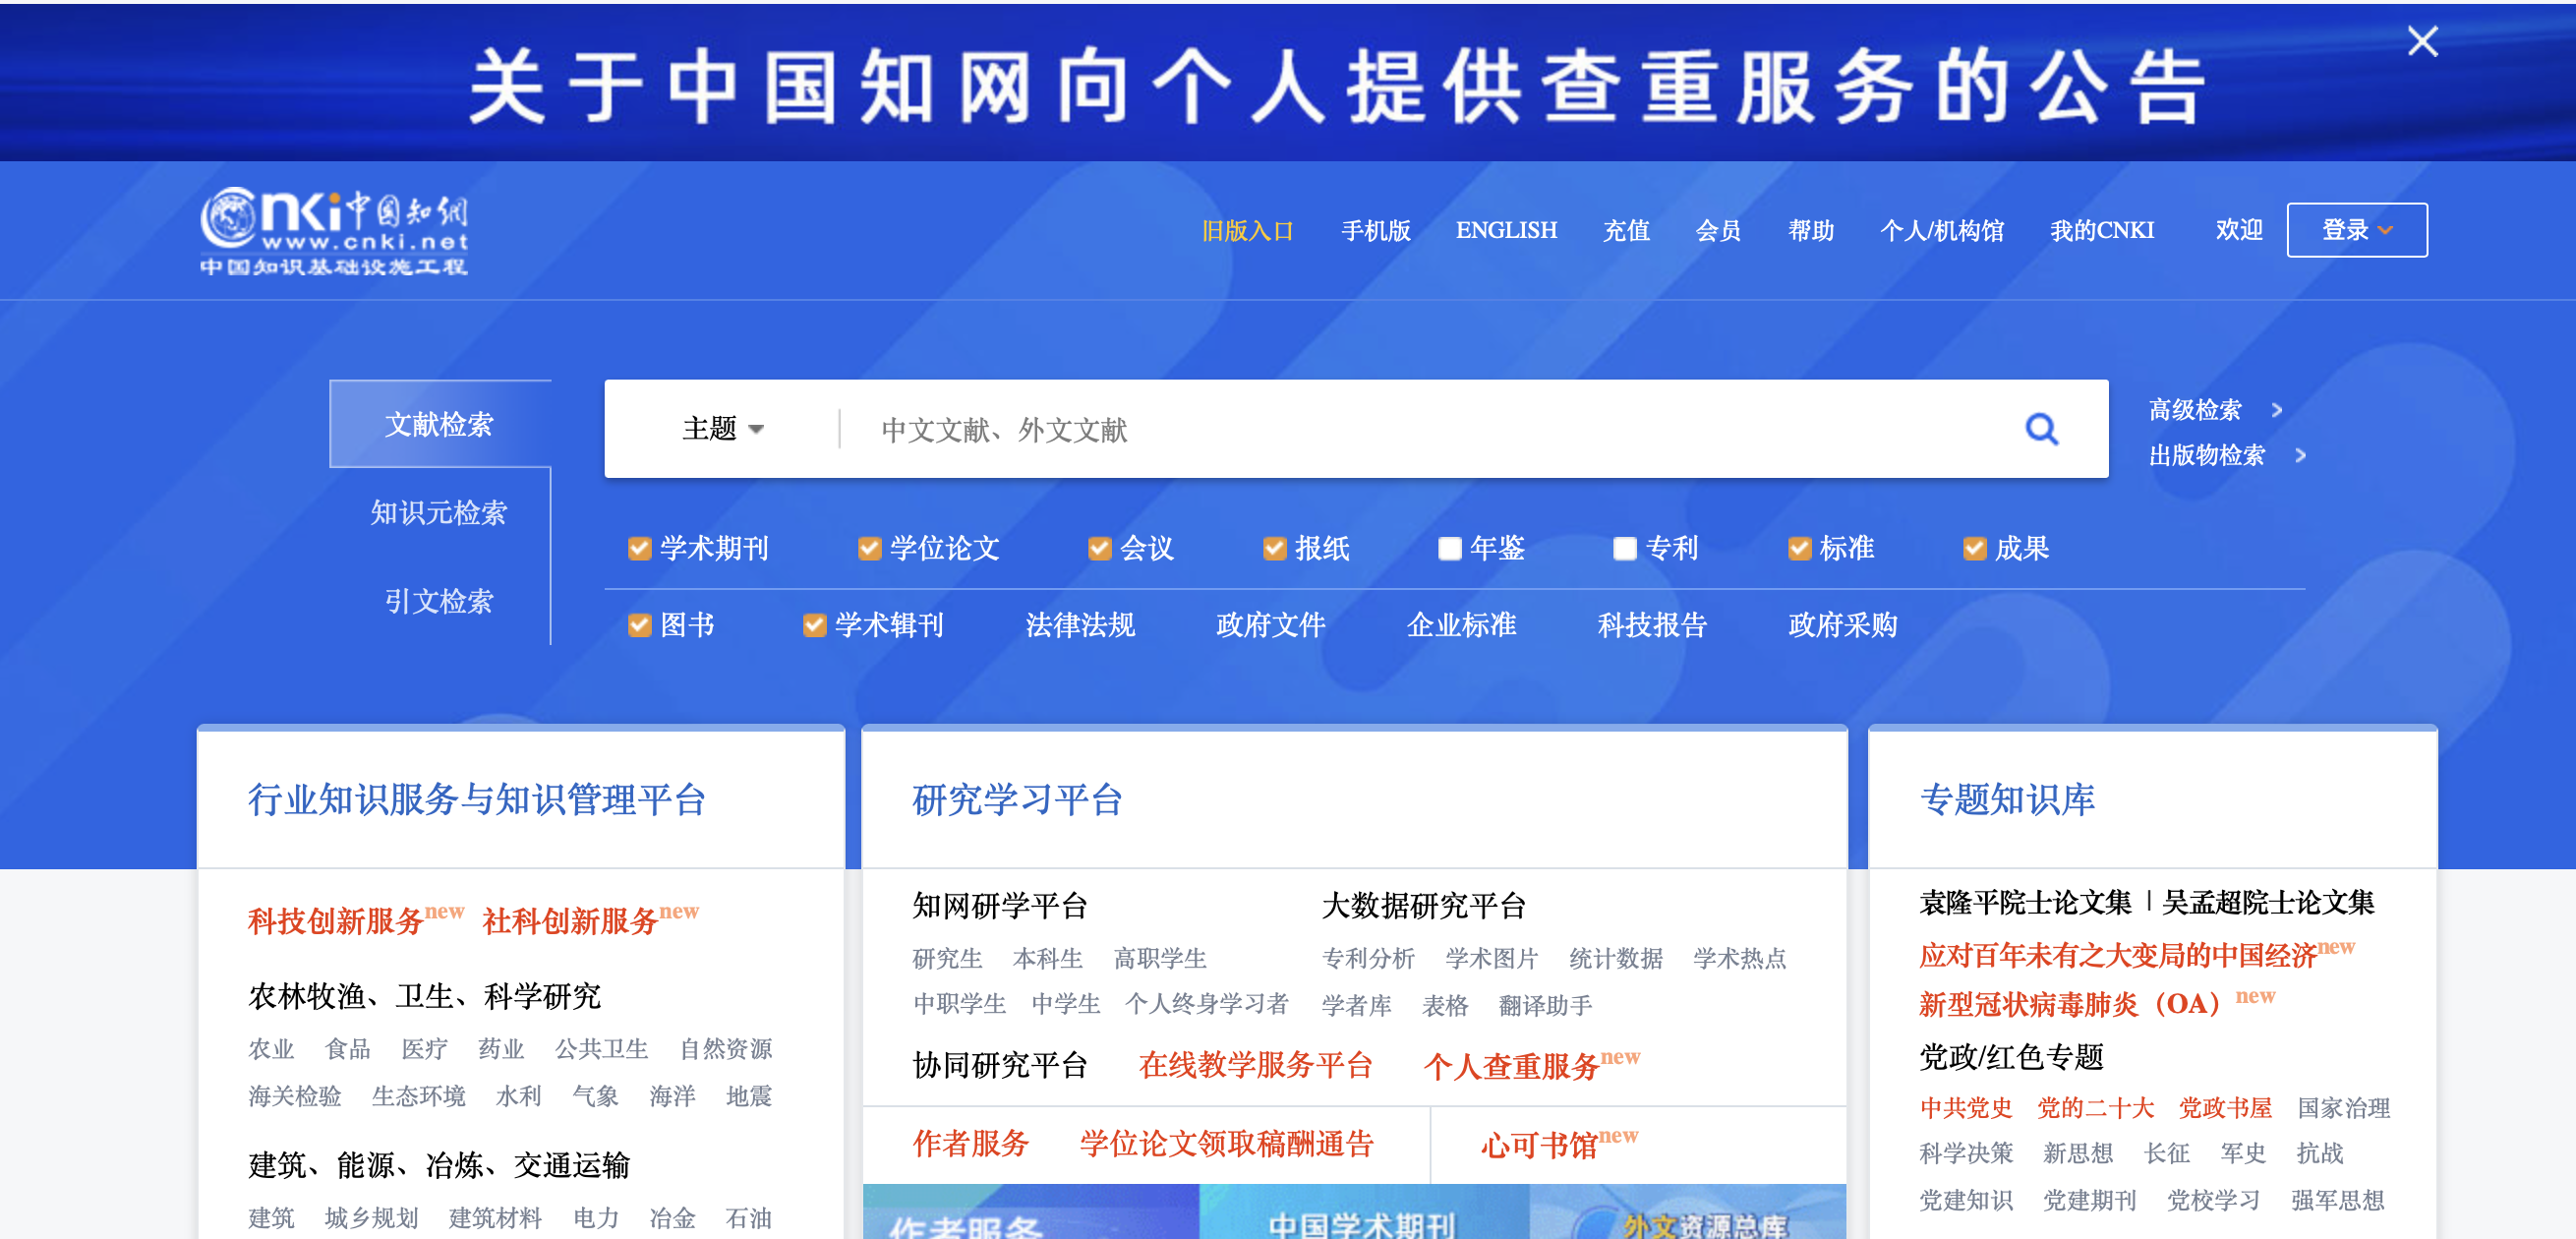 关于中国知网向个人提供查重服务的公告
cnki中国知網
www.cnki.net
中国知识基础设施工程
旧版入口 手机版 ENGLISH 充值 会员 帮助 个人/机构馆 我的CNKI 欢迎 登录
文献检索
知识元检索
引文检索
主题 中文文献、外文文献
高级检索
出版物检索
学术期刊 学位论文 会议 报纸 年鉴 专利 标准 成果
图书 学术辑刊 法律法规 政府文件 企业标准 科技报告 政府采购
行业知识服务与知识管理平台
科技创新服务new 社科创新服务new
农林牧渔、卫生、科学研究
农业 食品 医疗 药业 公共卫生 自然资源
海关检验 生态环境 水利 气象 海洋 地震
建筑、能源、冶炼、交通运输
建筑 城乡规划 建筑材料 电力 冶金 石油
研究学习平台
知网研学平台
研究生 本科生 高职学生
中职学生 中学生 个人终身学习者
大数据研究平台
专利分析 学术图片 统计数据 学术热点
学者库 表格 翻译助手
协同研究平台 在线教学服务平台 个人查重服务new
作者服务 学位论文领取稿酬通告 心可书馆new
作者服务 中国学术期刊 外文资源总库
专题知识库
袁隆平院士论文集 | 吴孟超院士论文集
应对百年未有之大变局的中国经济new
新型冠状病毒肺炎（OA）new
党政/红色专题
中共党史 党的二十大 党政书屋 国家治理
科学决策 新思想 长征 军史 抗战
党建知识 党建期刊 党校学习 强军思想